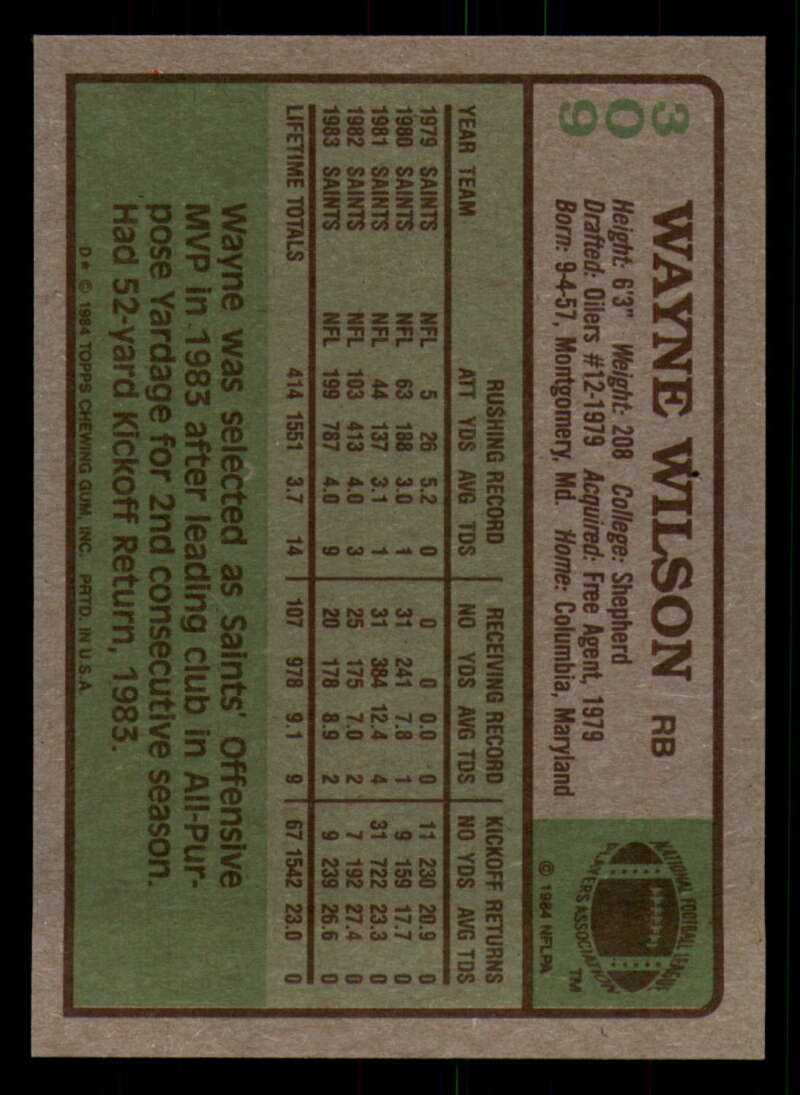 309
WAYNE WILSON RB
Height: 6'3" Weight: 208 College: Shepherd
Drafted: Oilers #12-1979 Acquired: Free Agent, 1979
Born: 9-4-57, Montgomery, Md. Home: Columbia, Maryland
NATIONAL FOOTBALL LEAGUE
PLAYERS ASSOCIATION
TM
© 1984 NFLPA
RUSHING RECORD RECEIVING RECORD KICKOFF RETURNS
YEAR TEAM ATT YDS AVG TDS NO YDS AVG TDS NO YDS AVG TDS
1979 SAINTS NFL 5 26 5.2 0 0 0 0.0 0 11 230 20.9 0
1980 SAINTS NFL 63 188 3.0 1 31 241 7.8 1 9 159 17.7 0
1981 SAINTS NFL 44 137 3.1 1 31 384 12.4 4 31 722 23.3 0
1982 SAINTS NFL 103 413 4.0 3 25 175 7.0 2 7 192 27.4 0
1983 SAINTS NFL 199 787 4.0 9 20 178 8.9 2 9 239 26.6 0
LIFETIME TOTALS 414 1551 3.7 14 107 978 9.1 9 67 1542 23.0 0
Wayne was selected as Saints' Offensive
MVP in 1983 after leading club in All-Pur-
pose Yardage for 2nd consecutive season.
Had 52-yard Kickoff Return, 1983.
D* © 1984 TOPPS CHEWING GUM, INC. PRTD. IN U.S.A.